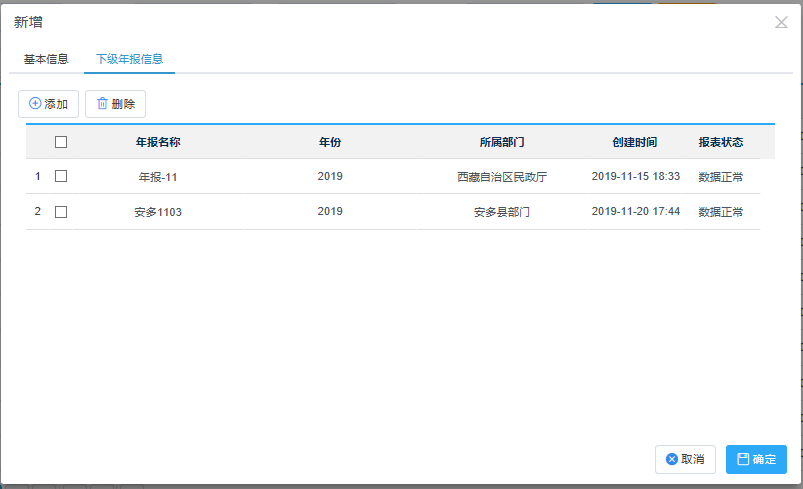 新增
基本信息 下级年报信息
添加 删除
年报名称 年份 所属部门 创建时间 报表状态
1 年报-11 2019 西藏自治区民政厅 2019-11-15 18:33 数据正常
2 安多1103 2019 安多县部门 2019-11-20 17:44 数据正常
取消 确定